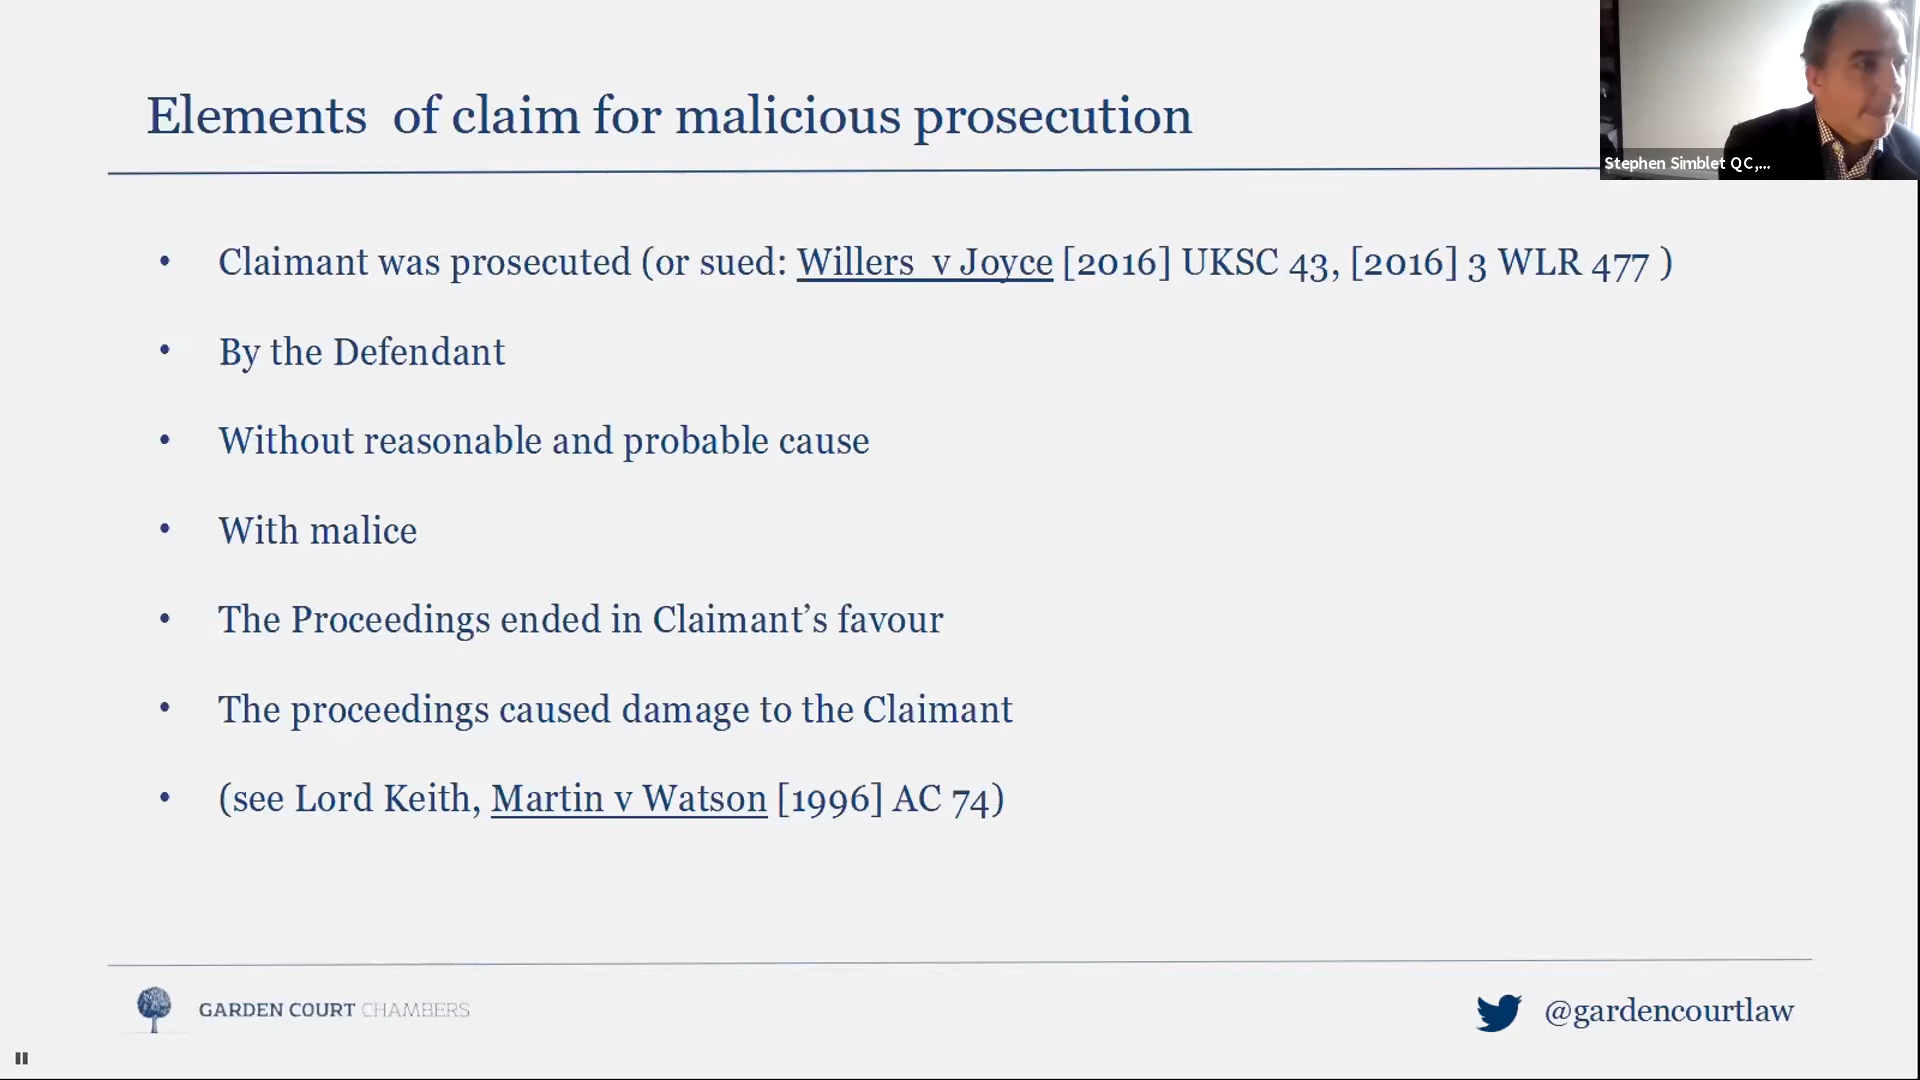 Elements of claim for malicious prosecution
Stephen Simblet QC,...
• Claimant was prosecuted (or sued: Willers v Joyce [2016] UKSC 43, [2016] 3 WLR 477 )
• By the Defendant
• Without reasonable and probable cause
• With malice
• The Proceedings ended in Claimant’s favour
• The proceedings caused damage to the Claimant
• (see Lord Keith, Martin v Watson [1996] AC 74)
GARDEN COURT CHAMBERS
@gardencourtlaw